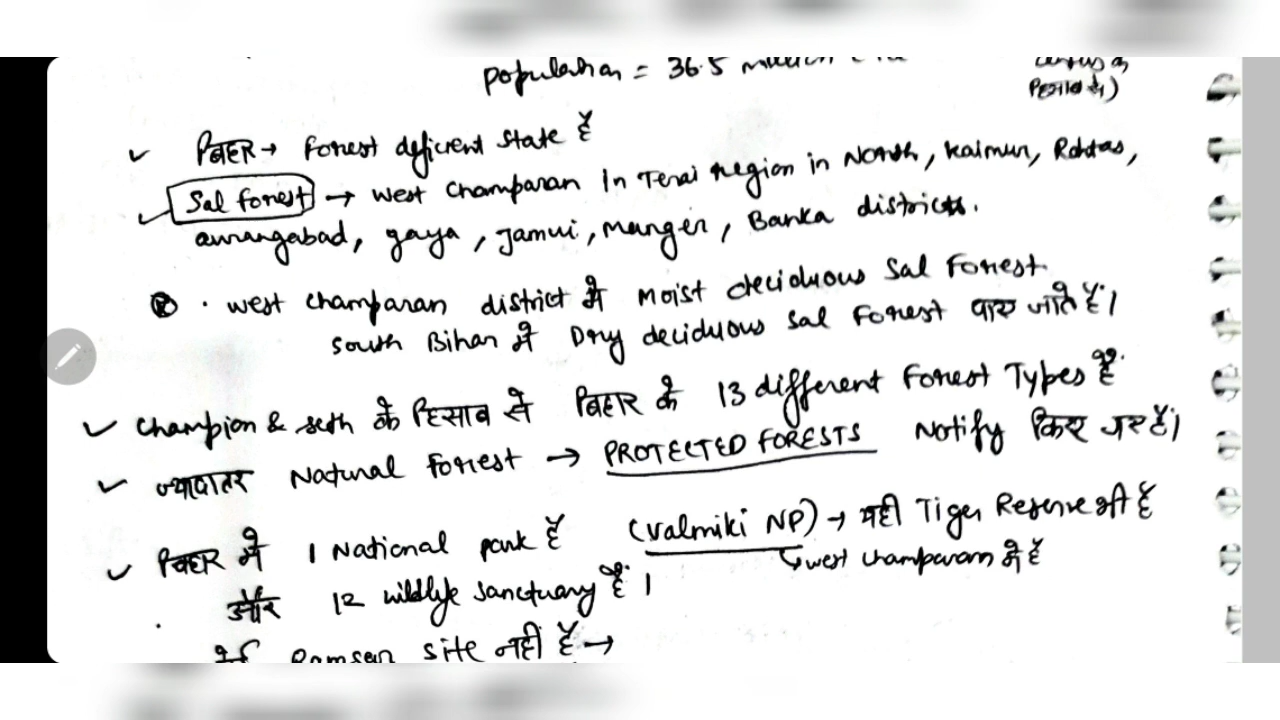 population = 36.5 million
बिहार → Forest deficient state है
Sal forest → West Champaran In Terai region in North, Kaimur, Rohtas,
aurangabad, gaya, Jamui, Munger, Banka districts.
. West Champaran district में Moist deciduous Sal Forest
South Bihar में Dry deciduous Sal Forest पाए जाते हैं।
Champion & Seth के हिसाब से बिहार के 13 different Forest Types हैं
ज्यादातर Natural Forest → PROTECTED FORESTS Notify किए गए हैं।
बिहार में 1 National park है (Valmiki NP) → यही Tiger Reserve भी है
↳ West Champaran में है
और 12 wildlife sanctuary हैं।
Ramsar site नहीं है →